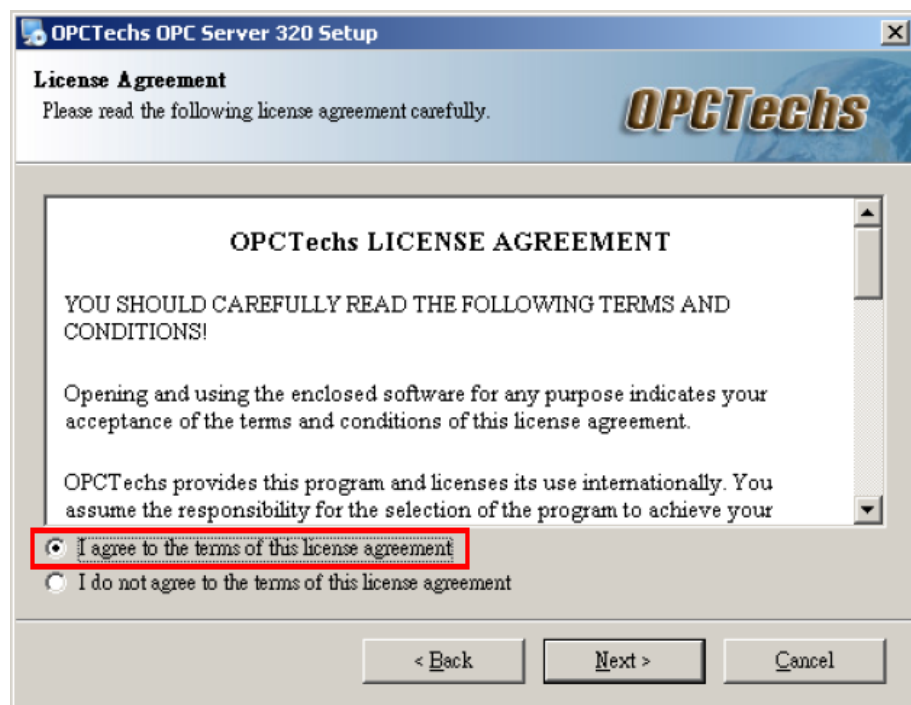 OPCTechs OPC Server 320 Setup
License Agreement
Please read the following license agreement carefully.
OPCTechs
OPCTechs LICENSE AGREEMENT
YOU SHOULD CAREFULLY READ THE FOLLOWING TERMS AND
CONDITIONS!
Opening and using the enclosed software for any purpose indicates your
acceptance of the terms and conditions of this license agreement.
OPCTechs provides this program and licenses its use internationally. You
assume the responsibility for the selection of the program to achieve your
I agree to the terms of this license agreement
I do not agree to the terms of this license agreement
< Back
Next >
Cancel